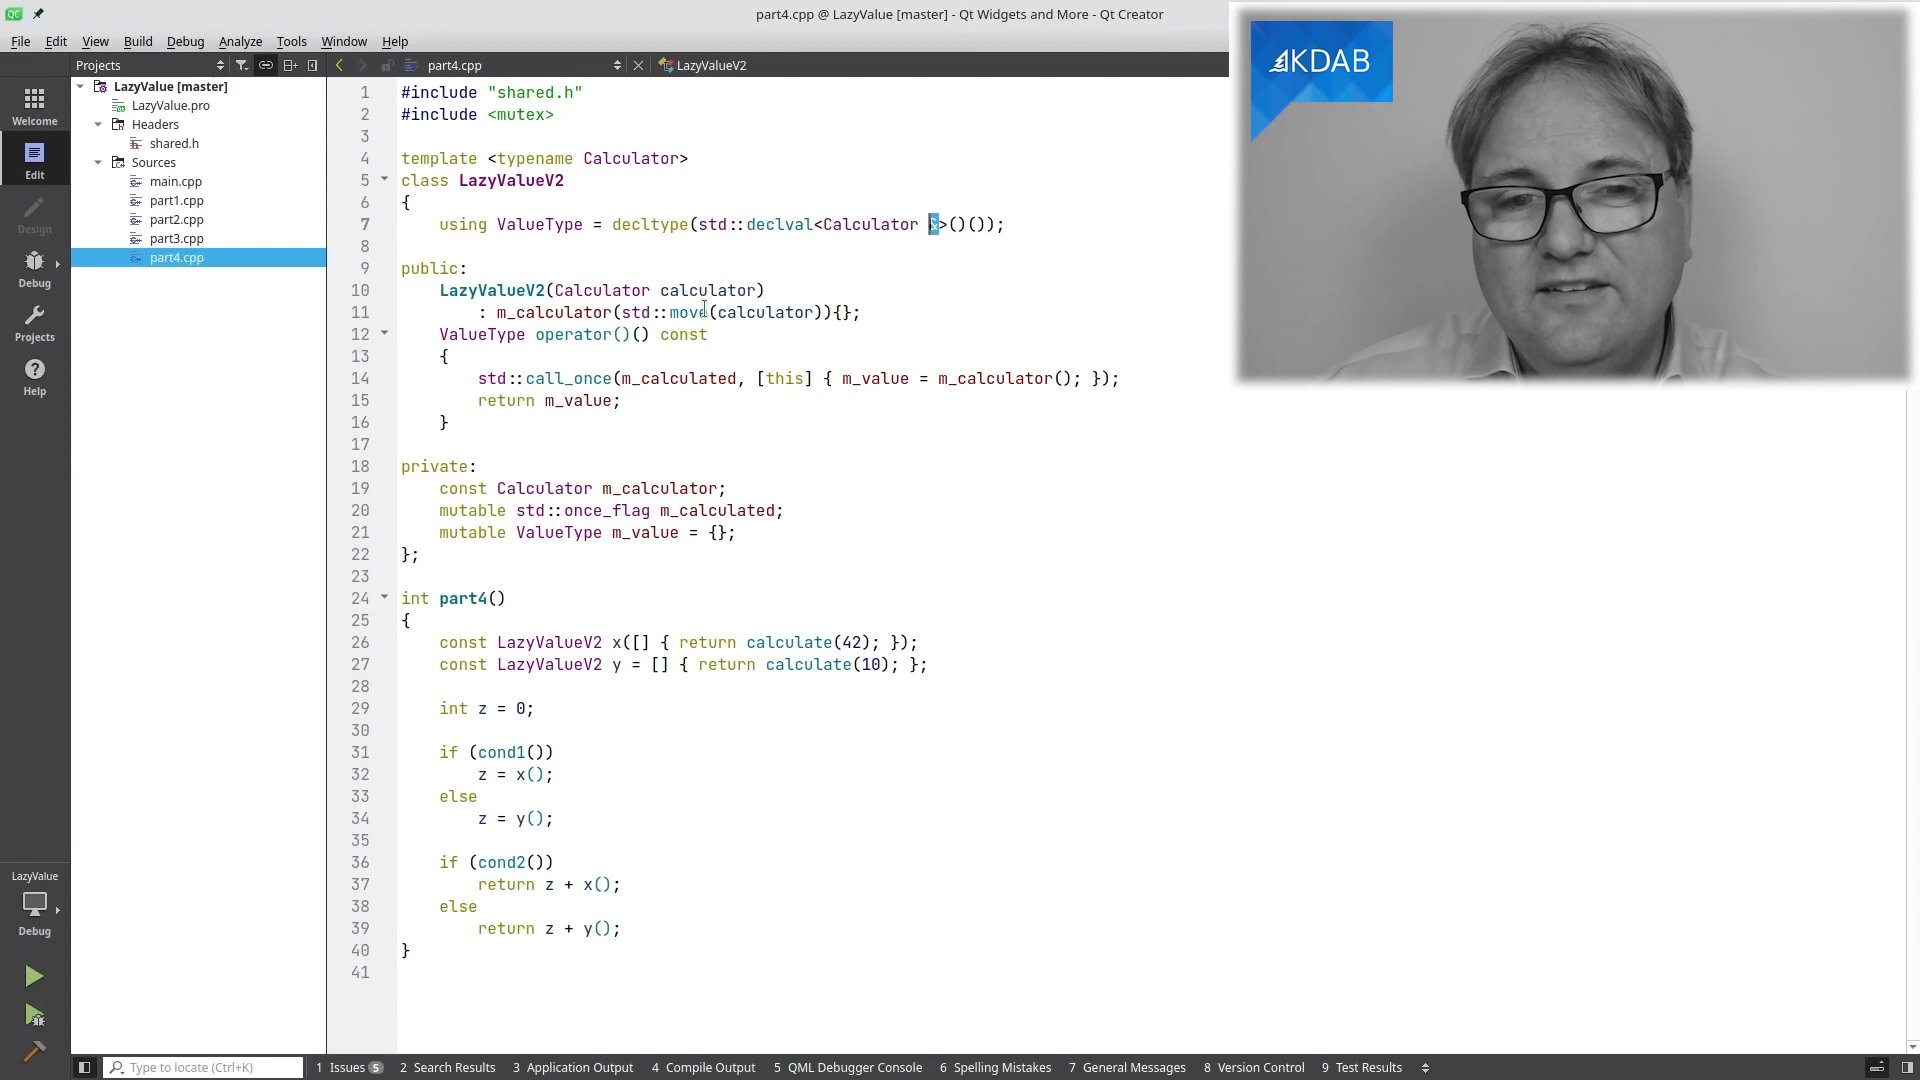 part4.cpp @ LazyValue [master] - Qt Widgets and More - Qt Creator
File Edit View Build Debug Analyze Tools Window Help
Projects
part4.cpp
LazyValueV2
KDAB
Welcome
Edit
Design
Debug
Projects
Help
LazyValue
Debug
LazyValue [master]
LazyValue.pro
Headers
shared.h
Sources
main.cpp
part1.cpp
part2.cpp
part3.cpp
part4.cpp
1 #include "shared.h"
2 #include <mutex>
3
4 template <typename Calculator>
5 class LazyValueV2
6 {
7 using ValueType = decltype(std::declval<Calculator &>()());
8
9 public:
10 LazyValueV2(Calculator calculator)
11 : m_calculator(std::move(calculator)){};
12 ValueType operator()() const
13 {
14 std::call_once(m_calculated, [this] { m_value = m_calculator(); });
15 return m_value;
16 }
17
18 private:
19 const Calculator m_calculator;
20 mutable std::once_flag m_calculated;
21 mutable ValueType m_value = {};
22 };
23
24 int part4()
25 {
26 const LazyValueV2 x([] { return calculate(42); });
27 const LazyValueV2 y = [] { return calculate(10); };
28
29 int z = 0;
30
31 if (cond1())
32 z = x();
33 else
34 z = y();
35
36 if (cond2())
37 return z + x();
38 else
39 return z + y();
40 }
41
Type to locate (Ctrl+K)
1 Issues 5 2 Search Results 3 Application Output 4 Compile Output 5 QML Debugger Console 6 Spelling Mistakes 7 General Messages 8 Version Control 9 Test Results